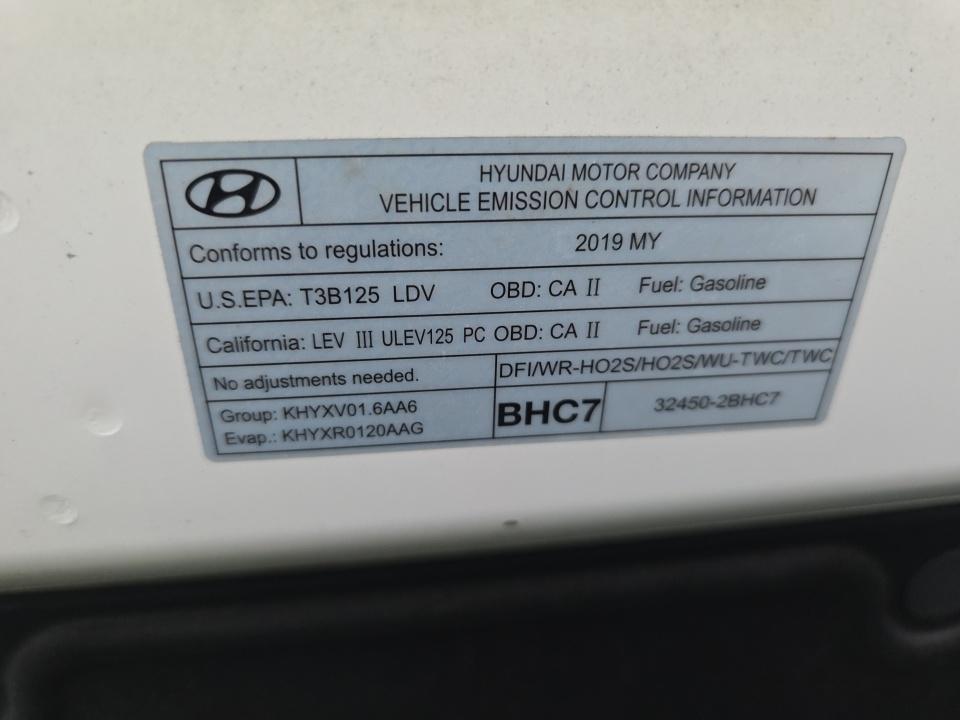 HYUNDAI MOTOR COMPANY
VEHICLE EMISSION CONTROL INFORMATION
Conforms to regulations: 2019 MY
U.S.EPA: T3B125 LDV OBD: CA II Fuel: Gasoline
California: LEV III ULEV125 PC OBD: CA II Fuel: Gasoline
No adjustments needed. DFI/WR-HO2S/HO2S/WU-TWC/TWC
Group: KHYXV01.6AA6
Evap.: KHYXR0120AAG
BHC7 32450-2BHC7